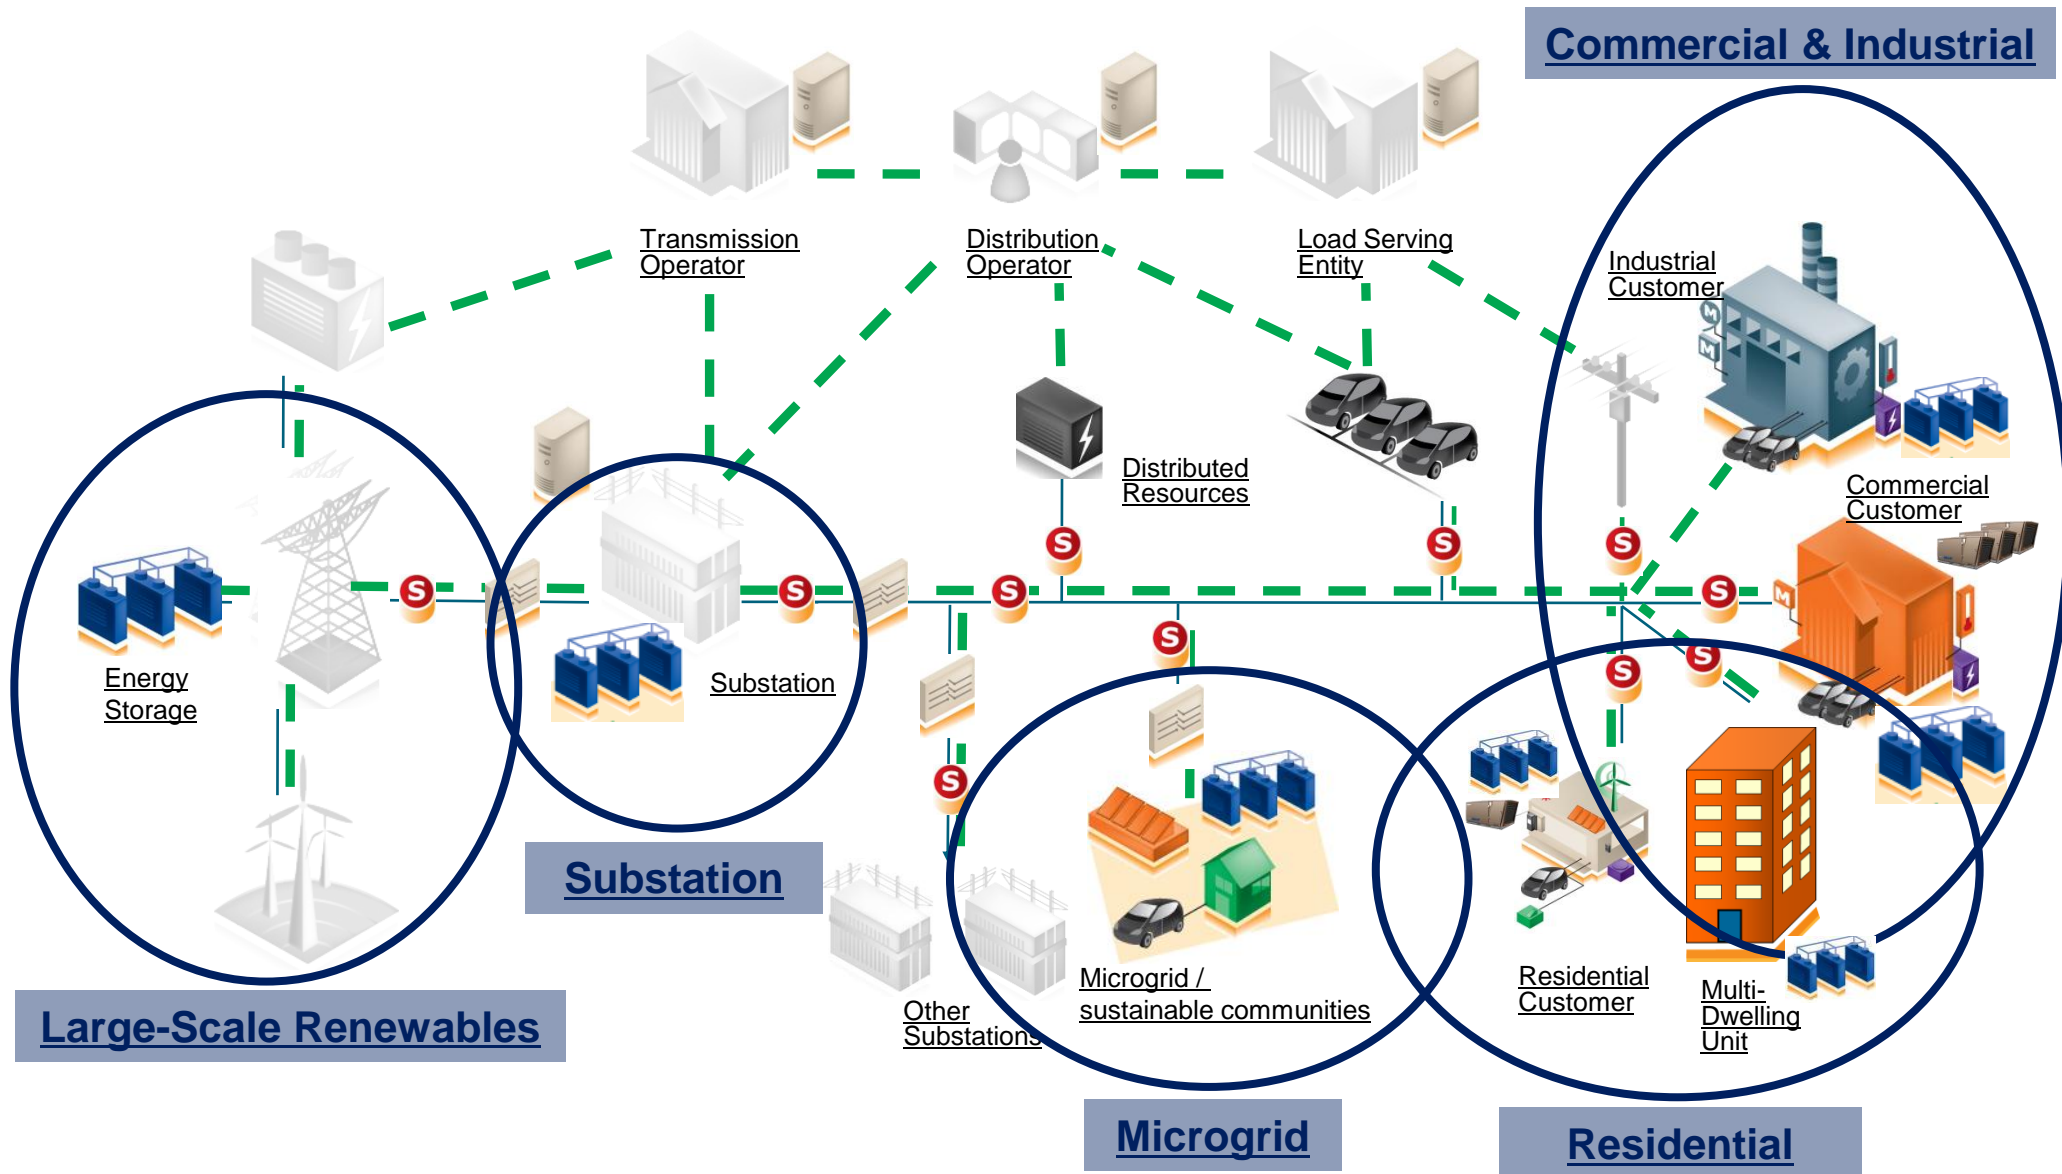 Commercial & Industrial
Transmission
Operator
Distribution
Operator
Load Serving
Entity
Industrial
Customer
M
M
Distributed
Resources
Commercial
Customer
S
S
S
S
S
S
S
M
Energy
Storage
Substation
S
S
S
S
Substation
Other
Substations
Microgrid /
sustainable communities
Residential
Customer
Multi-
Dwelling
Unit
Large-Scale Renewables
Microgrid
Residential